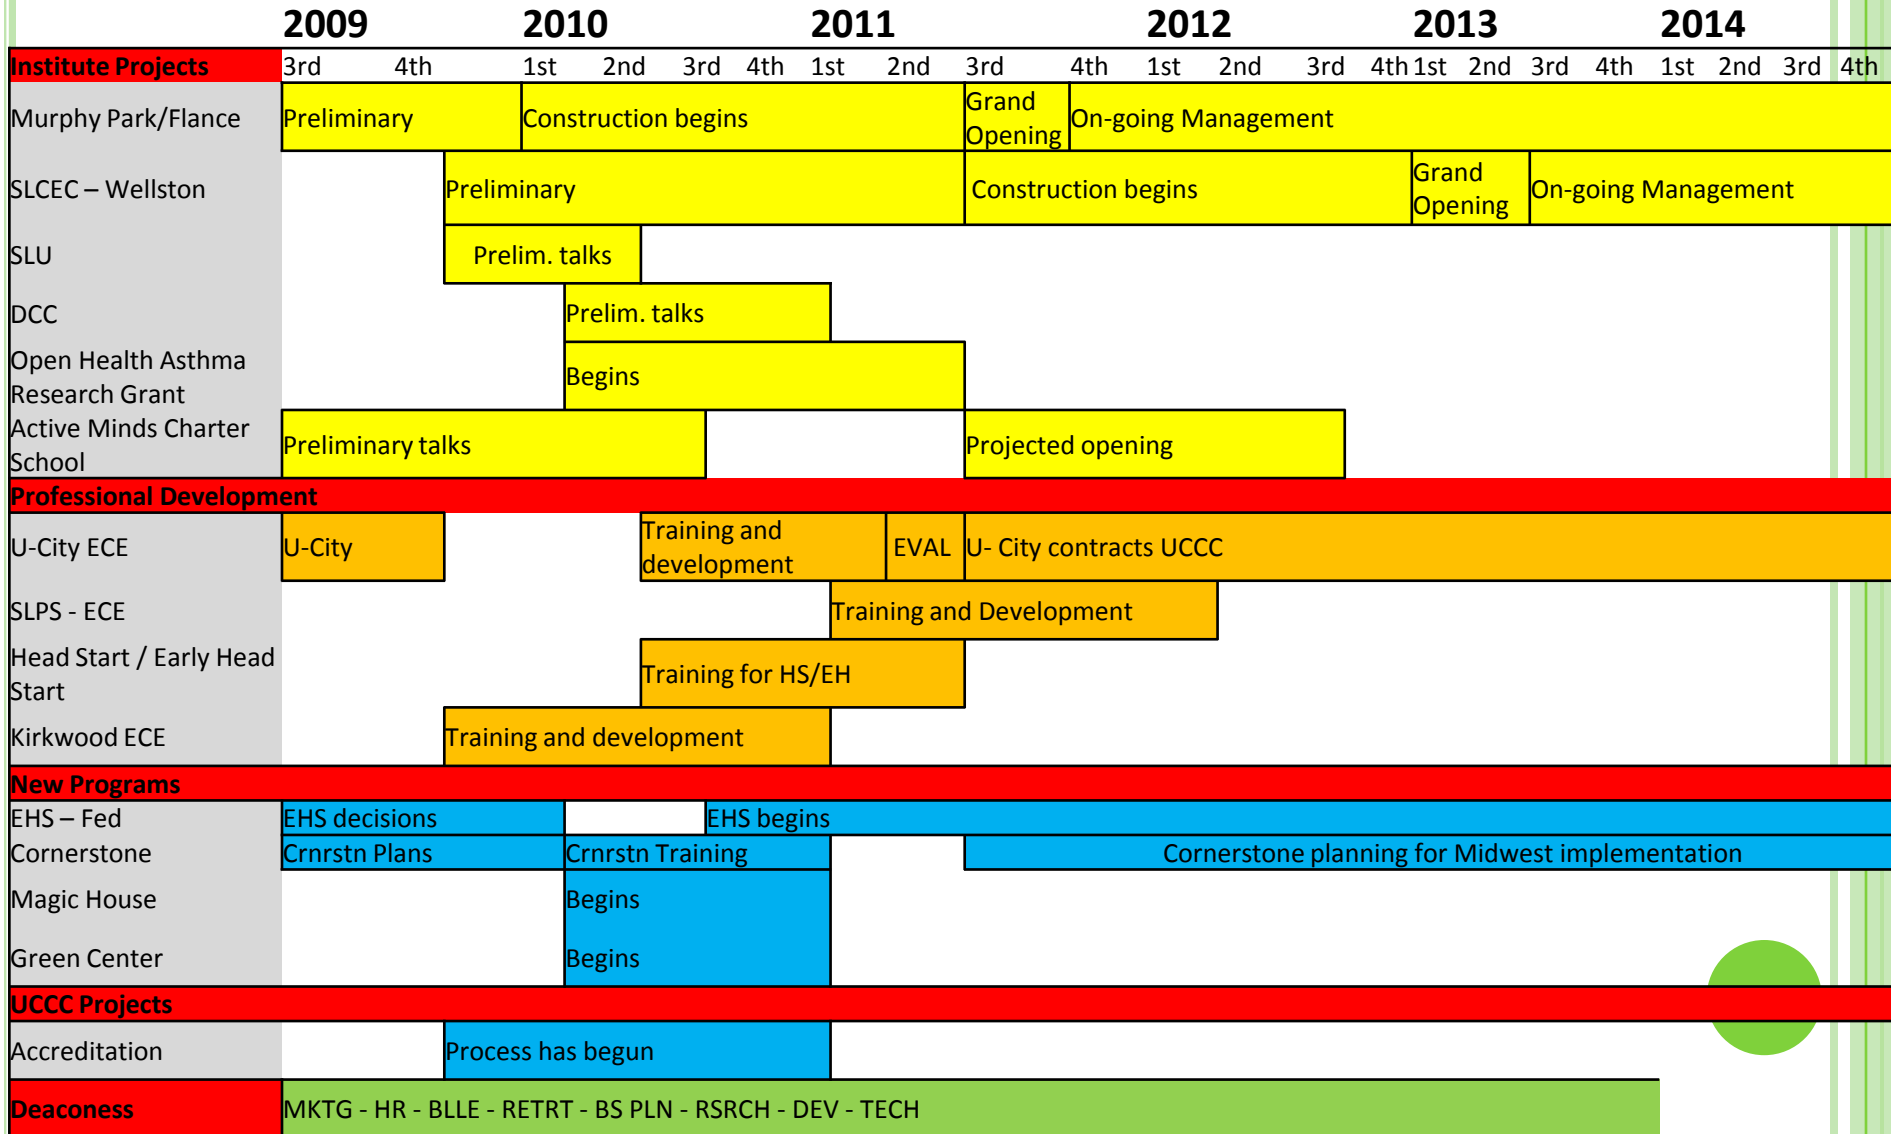 2009 2010 2011 2012 2013 2014
Institute Projects 3rd 4th 1st 2nd 3rd 4th 1st 2nd 3rd 4th 1st 2nd 3rd 4th 1st 2nd 3rd 4th 1st 2nd 3rd 4th
Murphy Park/Flance Preliminary Construction begins Grand Opening On-going Management
SLCEC – Wellston Preliminary Construction begins Grand Opening On-going Management
SLU Prelim. talks
DCC Prelim. talks
Open Health Asthma
Research Grant Begins
Active Minds Charter
School Preliminary talks Projected opening
Professional Development
U-City ECE U-City Training and development EVAL U- City contracts UCCC
SLPS - ECE Training and Development
Head Start / Early Head
Start Training for HS/EH
Kirkwood ECE Training and development
New Programs
EHS – Fed EHS decisions EHS begins
Cornerstone Crnrstn Plans Crnrstn Training Cornerstone planning for Midwest implementation
Magic House Begins
Green Center Begins
UCCC Projects
Accreditation Process has begun
Deaconess MKTG - HR - BLLE - RETRT - BS PLN - RSRCH - DEV - TECH